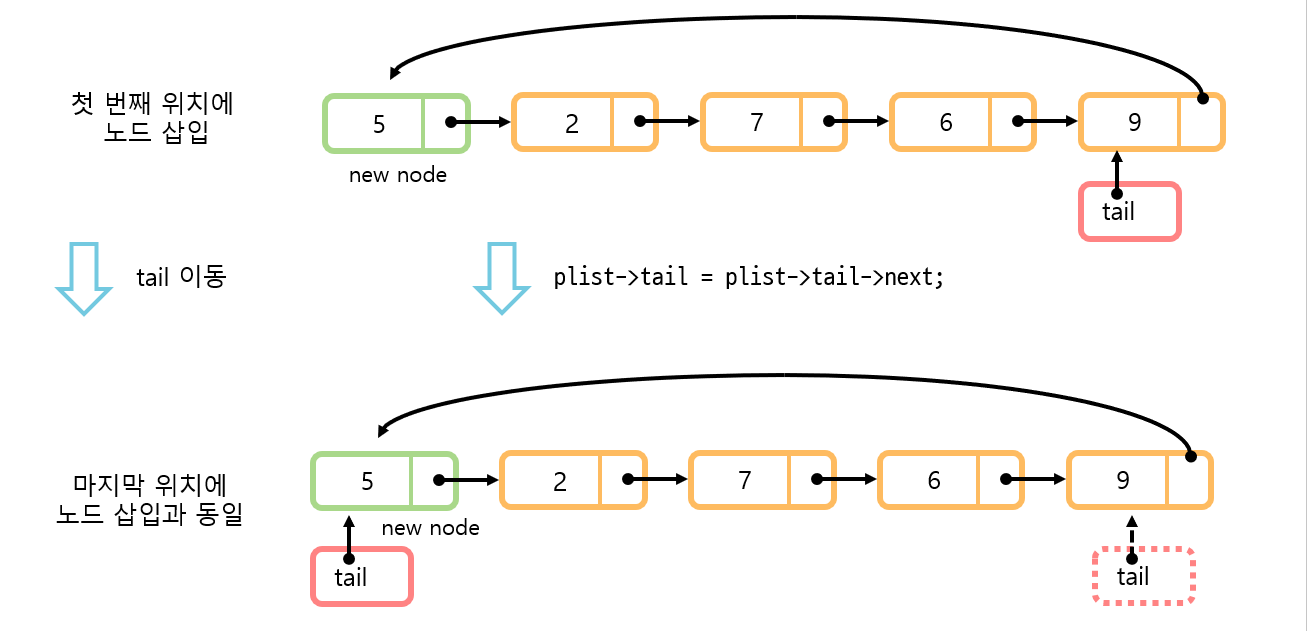 첫 번째 위치에
노드 삽입
5
2
7
6
9
new node
tail
tail 이동
plist->tail = plist->tail->next;
마지막 위치에
노드 삽입과 동일
5
2
7
6
9
new node
tail
tail